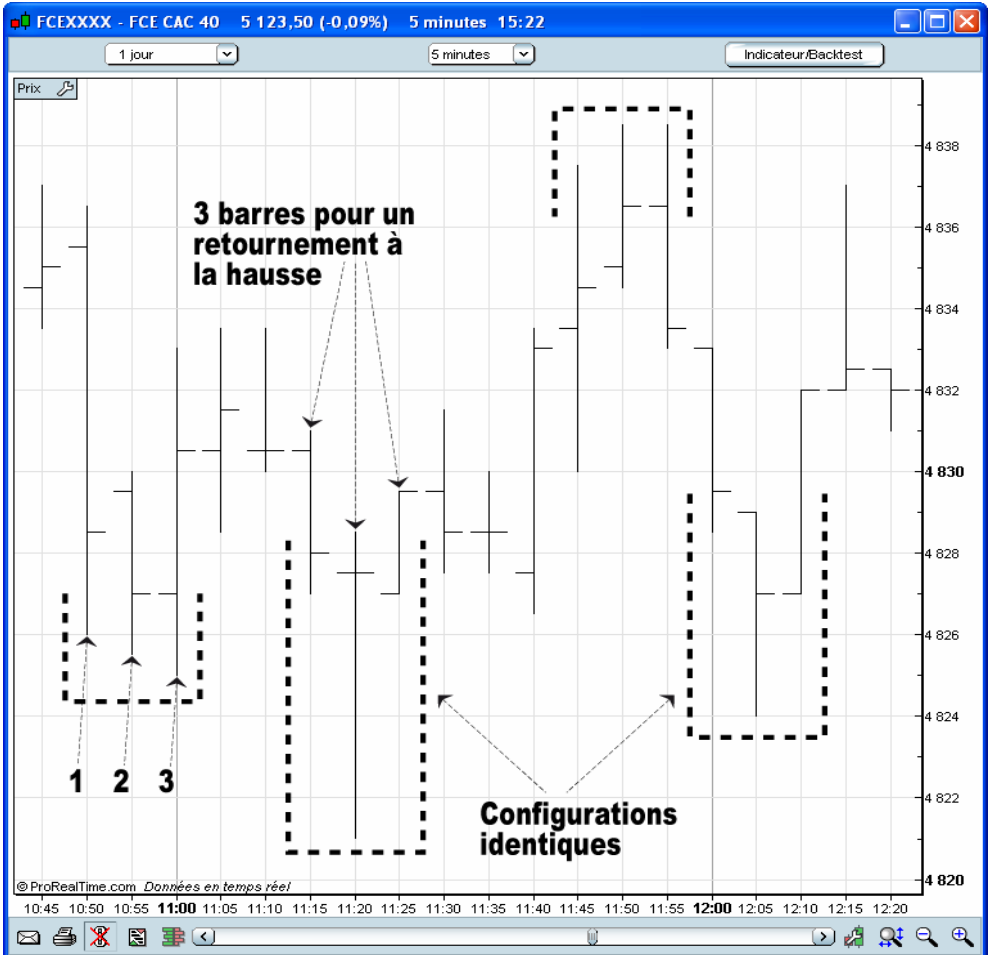 FCEXXXX - FCE CAC 40 5 123,50 (-0,09%) 5 minutes 15:22
1 jour 5 minutes Indicateur/Backtest
Prix
3 barres pour un
retournement à
la hausse
4 838
4 836
4 834
4 832
4 830
4 828
4 826
4 824
4 822
4 820
1 2 3
Configurations
identiques
© ProRealTime.com Données en temps réel
10:45 10:50 10:55 11:00 11:05 11:10 11:15 11:20 11:25 11:30 11:35 11:40 11:45 11:50 11:55 12:00 12:05 12:10 12:15 12:20